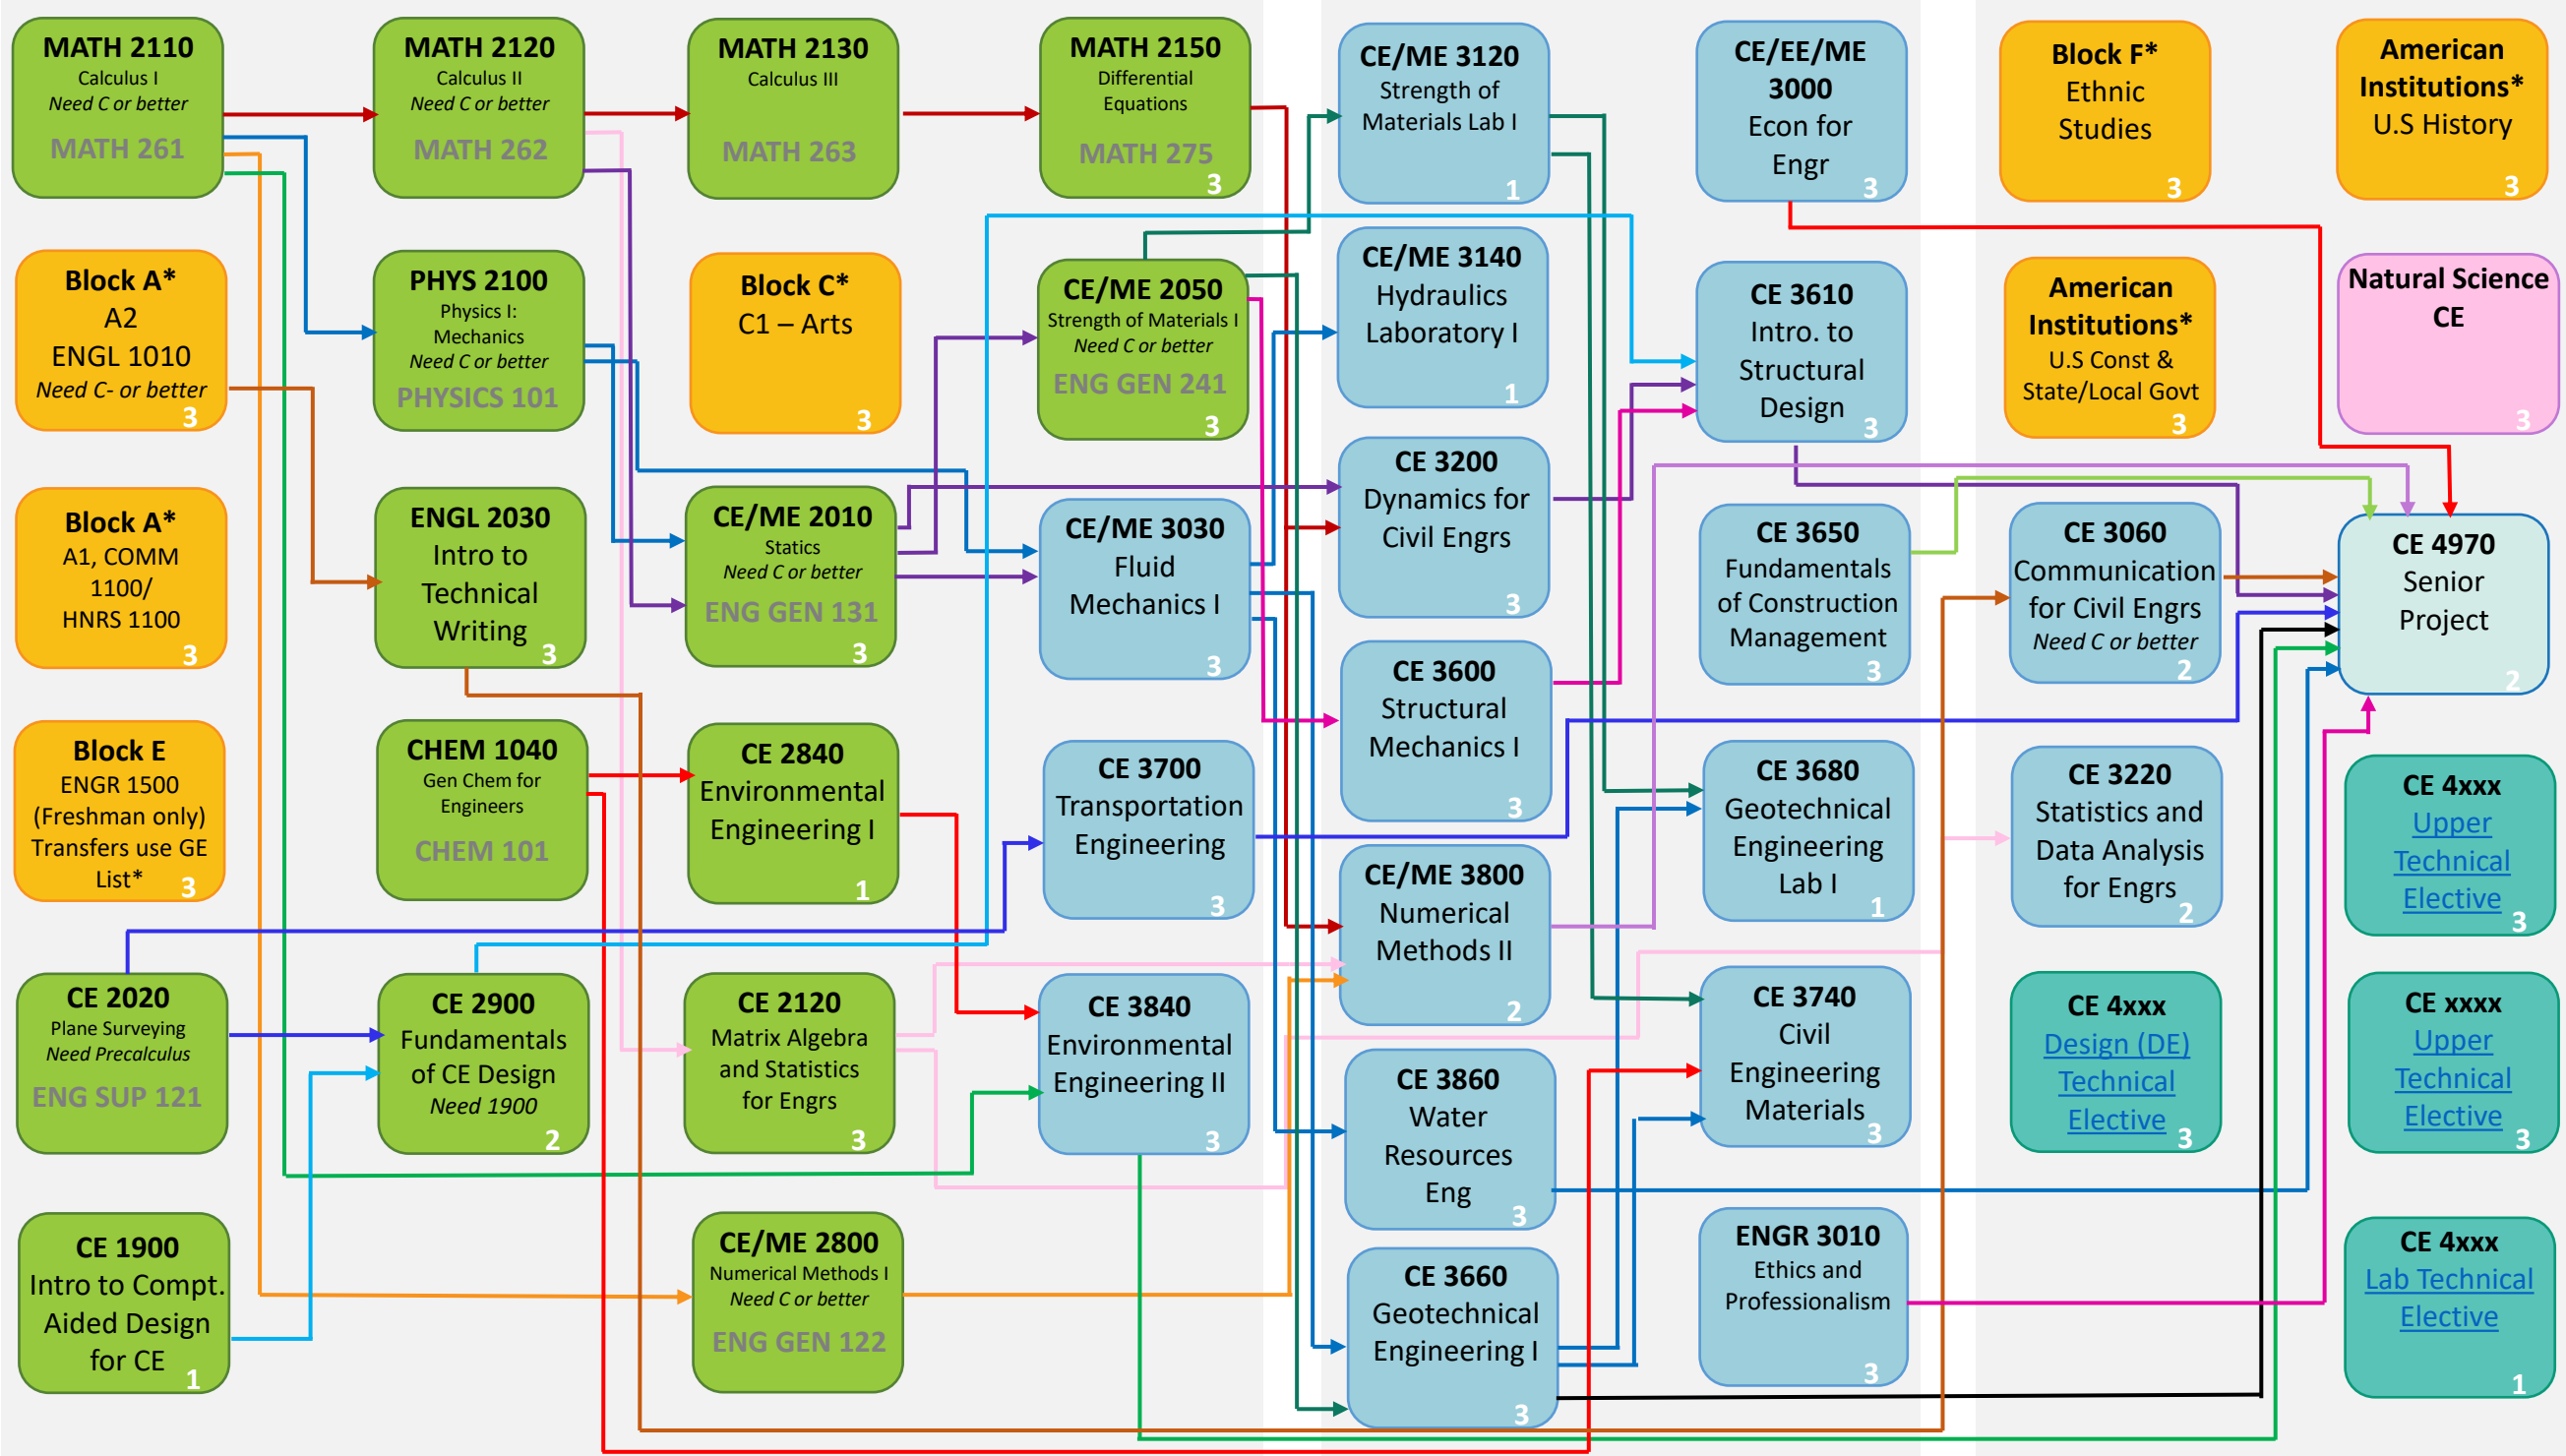 MATH 2110
Calculus I
Need C or better
MATH 261
MATH 2120
Calculus II
Need C or better
MATH 262
MATH 2130
Calculus III
MATH 263
MATH 2150
Differential
Equations
MATH 275
3
CE/ME 3120
Strength of
Materials Lab I
1
CE/EE/ME
3000
Econ for
Engr
3
Block F*
Ethnic
Studies
3
American
Institutions*
U.S History
3
Block A*
A2
ENGL 1010
Need C- or better
3
PHYS 2100
Physics I:
Mechanics
Need C or better
PHYSICS 101
Block C*
C1 – Arts
3
CE/ME 2050
Strength of Materials I
Need C or better
ENG GEN 241
3
CE/ME 3140
Hydraulics
Laboratory I
1
CE 3610
Intro. to
Structural
Design
3
American
Institutions*
U.S Const &
State/Local Govt
3
Natural Science
CE
3
Block A*
A1, COMM
1100/
HNRS 1100
3
ENGL 2030
Intro to
Technical
Writing
3
CE/ME 2010
Statics
Need C or better
ENG GEN 131
3
CE/ME 3030
Fluid
Mechanics I
3
CE 3200
Dynamics for
Civil Engrs
3
CE 3650
Fundamentals
of Construction
Management
3
CE 3060
Communication
for Civil Engrs
Need C or better
2
CE 4970
Senior
Project
2
Block E
ENGR 1500
(Freshman only)
Transfers use GE
List*
3
CHEM 1040
Gen Chem for
Engineers
CHEM 101
CE 2840
Environmental
Engineering I
1
CE 3700
Transportation
Engineering
3
CE 3600
Structural
Mechanics I
3
CE 3680
Geotechnical
Engineering
Lab I
1
CE 3220
Statistics and
Data Analysis
for Engrs
2
CE 4xxx
Upper
Technical
Elective
3
CE 2020
Plane Surveying
Need Precalculus
ENG SUP 121
CE 2900
Fundamentals
of CE Design
Need 1900
2
CE 2120
Matrix Algebra
and Statistics
for Engrs
3
CE 3840
Environmental
Engineering II
3
CE/ME 3800
Numerical
Methods II
2
CE 3740
Civil
Engineering
Materials
3
CE 4xxx
Design (DE)
Technical
Elective
3
CE xxxx
Upper
Technical
Elective
3
CE 3860
Water
Resources
Eng
3
CE 1900
Intro to Compt.
Aided Design
for CE
1
CE/ME 2800
Numerical Methods I
Need C or better
ENG GEN 122
CE 3660
Geotechnical
Engineering I
3
ENGR 3010
Ethics and
Professionalism
3
CE 4xxx
Lab Technical
Elective
1